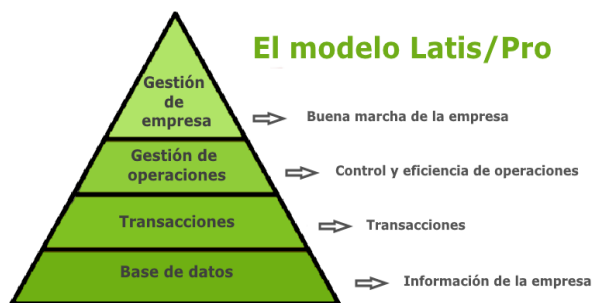 El modelo Latis/Pro
Gestión
de
empresa
Buena marcha de la empresa
Gestión de
operaciones
Control y eficiencia de operaciones
Transacciones
Transacciones
Base de datos
Información de la empresa